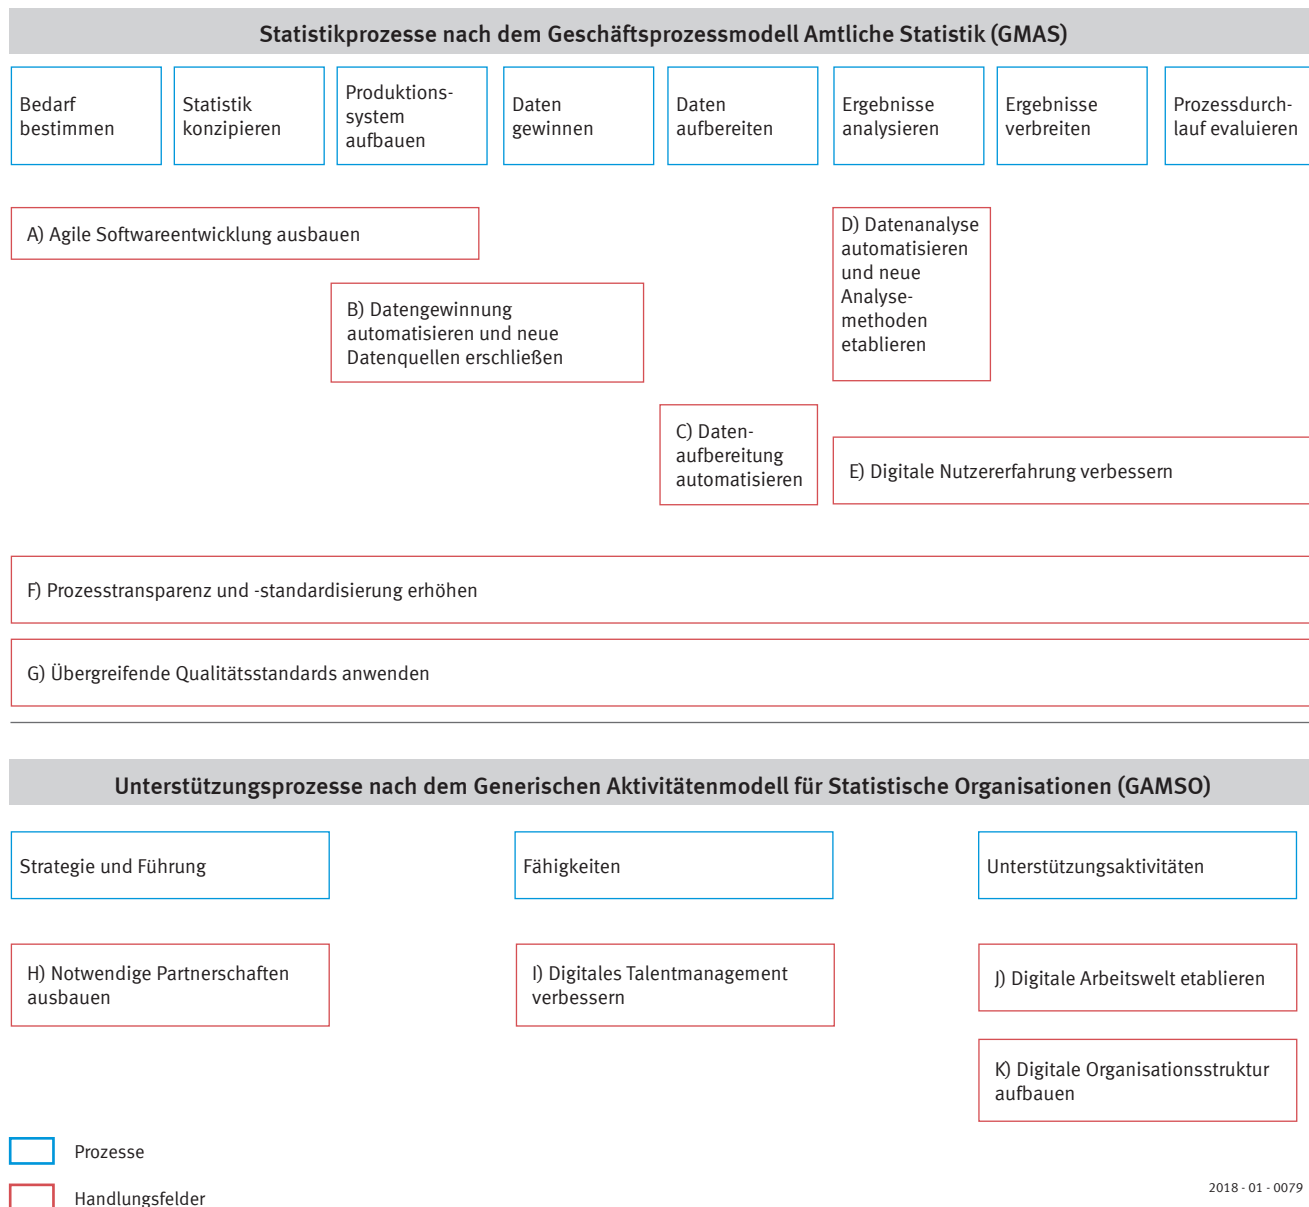 Statistikprozesse nach dem Geschäftsprozessmodell Amtliche Statistik (GMAS)
Bedarf
bestimmen
Statistik
konzipieren
Produktions-
system
aufbauen
Daten
gewinnen
Daten
aufbereiten
Ergebnisse
analysieren
Ergebnisse
verbreiten
Prozessdurch-
lauf evaluieren
A) Agile Softwareentwicklung ausbauen
D) Datenanalyse
automatisieren
und neue
Analyse-
methoden
etablieren
B) Datengewinnung
automatisieren und neue
Datenquellen erschließen
C) Daten-
aufbereitung
automatisieren
E) Digitale Nutzererfahrung verbessern
F) Prozesstransparenz und -standardisierung erhöhen
G) Übergreifende Qualitätsstandards anwenden
Unterstützungsprozesse nach dem Generischen Aktivitätenmodell für Statistische Organisationen (GAMSO)
Strategie und Führung
Fähigkeiten
Unterstützungsaktivitäten
H) Notwendige Partnerschaften
ausbauen
I) Digitales Talentmanagement
verbessern
J) Digitale Arbeitswelt etablieren
K) Digitale Organisationsstruktur
aufbauen
Prozesse
Handlungsfelder
2018 - 01 - 0079